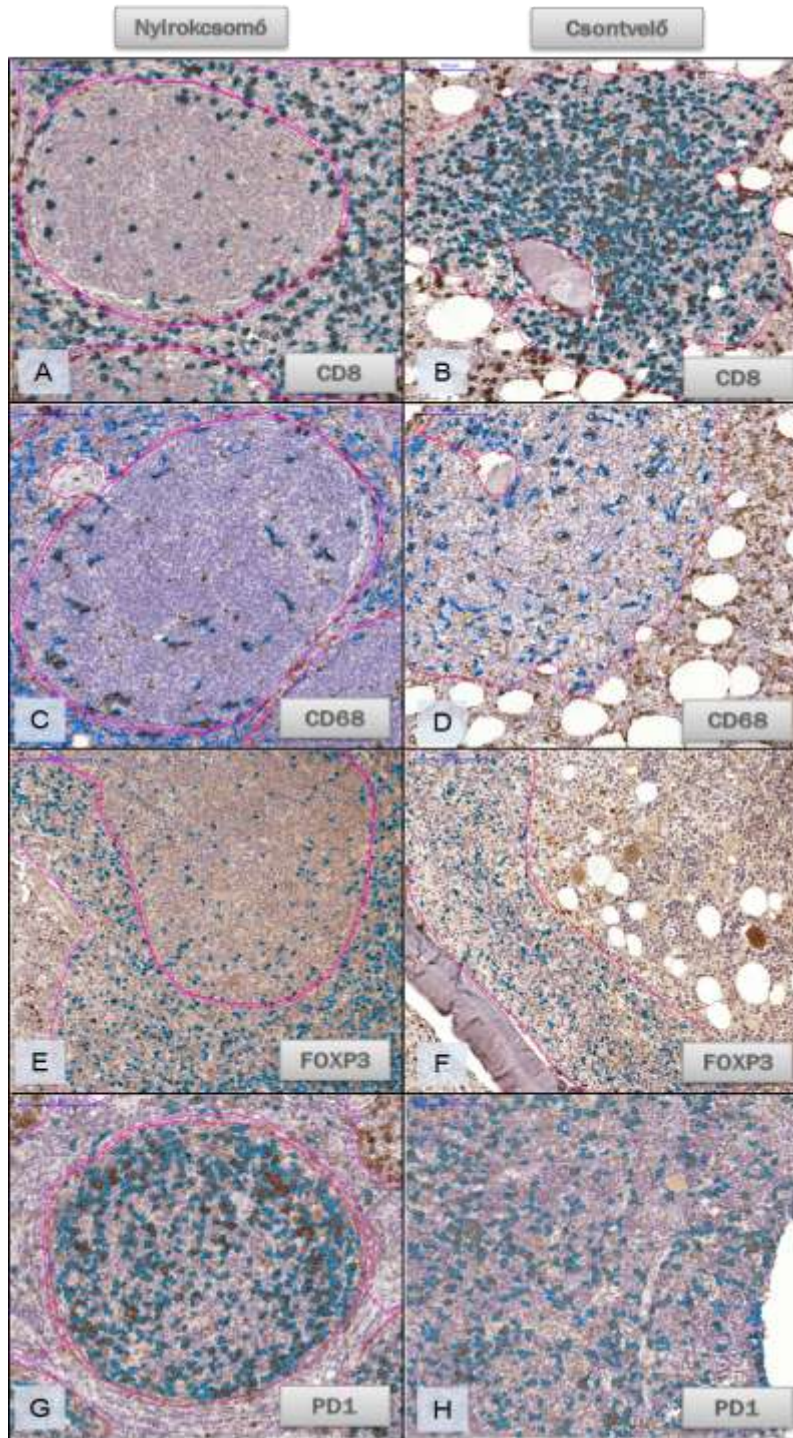 Nyirokcsomó
Csontvelő
A
CD8
B
CD8
C
CD68
D
CD68
E
FOXP3
F
FOXP3
G
PD1
H
PD1